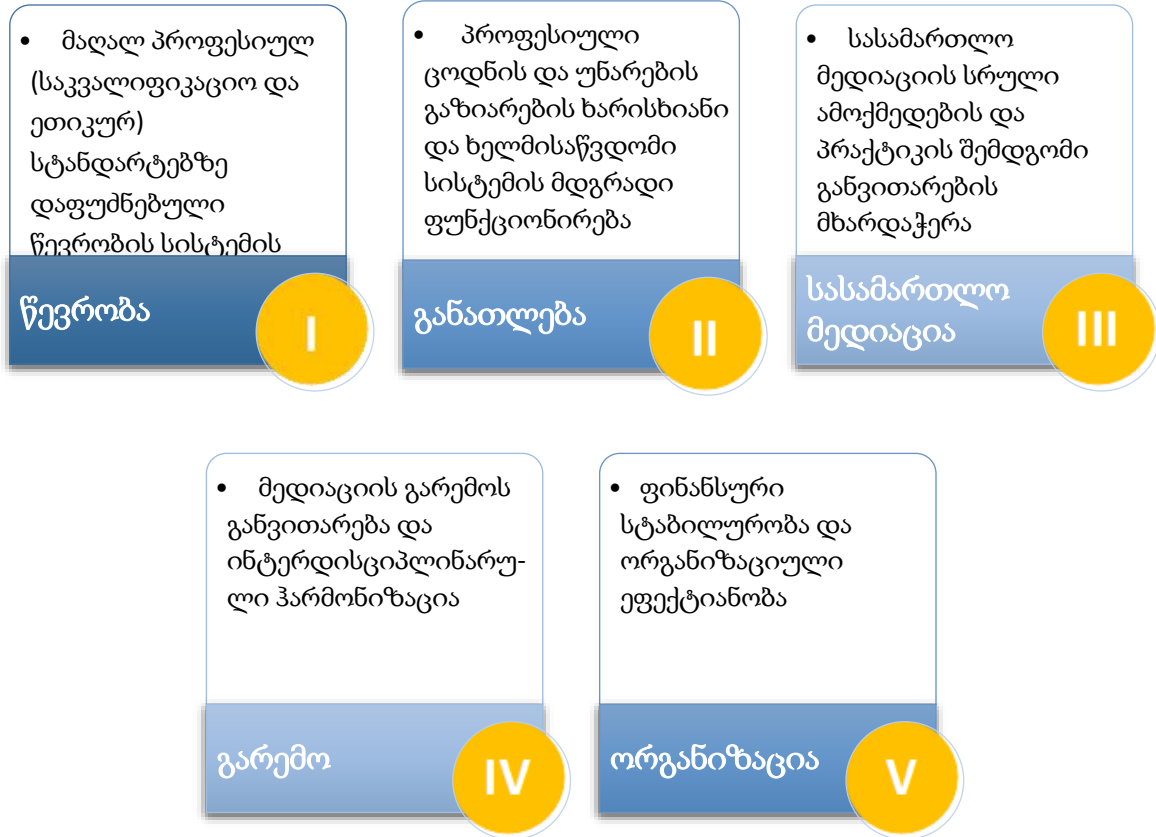 • მაღალ პროფესიულ
(საკვალიფიკაციო და
ეთიკურ)
სტანდარტებზე
დაფუძნებული
წევრობის სისტემის
წევრობა
I
• პროფესიული
ცოდნის და უნარების
გაზიარების ხარისხიანი
და ხელმისაწვდომი
სისტემის მდგრადი
ფუნქციონირება
განათლება
II
• სასამართლო
მედიაციის სრული
ამოქმედების და
პრაქტიკის შემდგომი
განვითარების
მხარდაჭერა
სასამართლო
მედიაცია
III
• მედიაციის გარემოს
განვითარება და
ინტერდისციპლინარუ-
ლი ჰარმონიზაცია
გარემო
IV
• ფინანსური
სტაბილურობა და
ორგანიზაციული
ეფექტიანობა
ორგანიზაცია
V